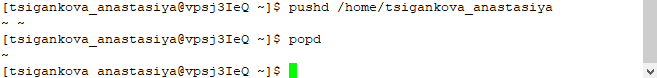 [tsigankova_anastasiya@vpsj3IeQ ~]$ pushd /home/tsigankova_anastasiya
~ ~
[tsigankova_anastasiya@vpsj3IeQ ~]$ popd
~
[tsigankova_anastasiya@vpsj3IeQ ~]$